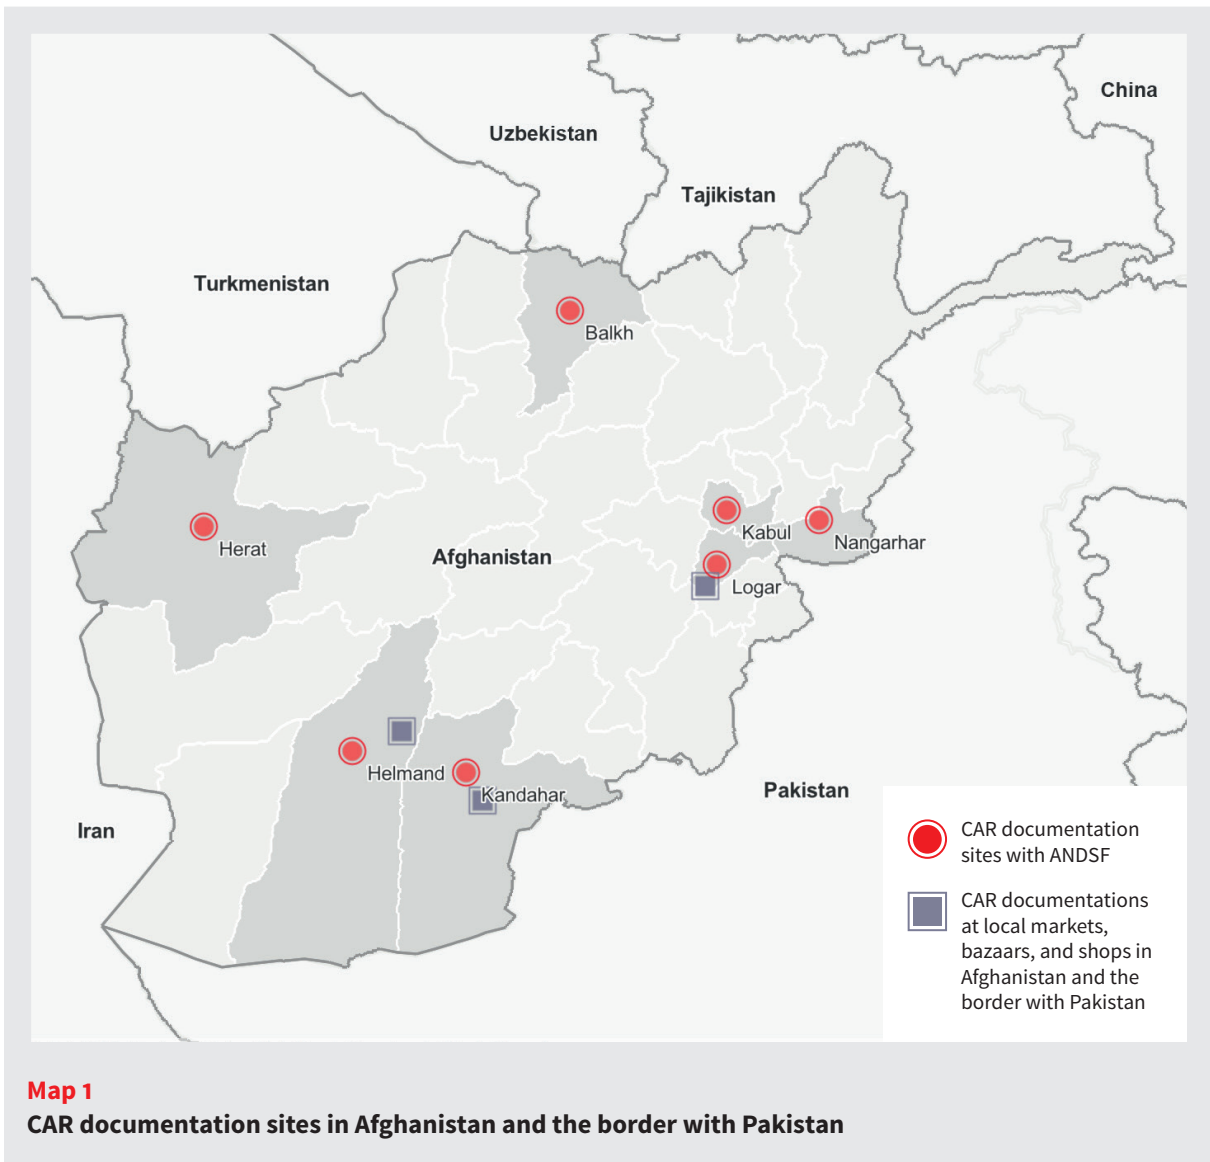 China
Uzbekistan
Tajikistan
Turkmenistan
Balkh
Kabul
Herat
Nangarhar
Afghanistan
Logar
Helmand
Kandahar
Pakistan
Iran
CAR documentation
sites with ANDSF
CAR documentations
at local markets,
bazaars, and shops in
Afghanistan and the
border with Pakistan
Map 1
CAR documentation sites in Afghanistan and the border with Pakistan